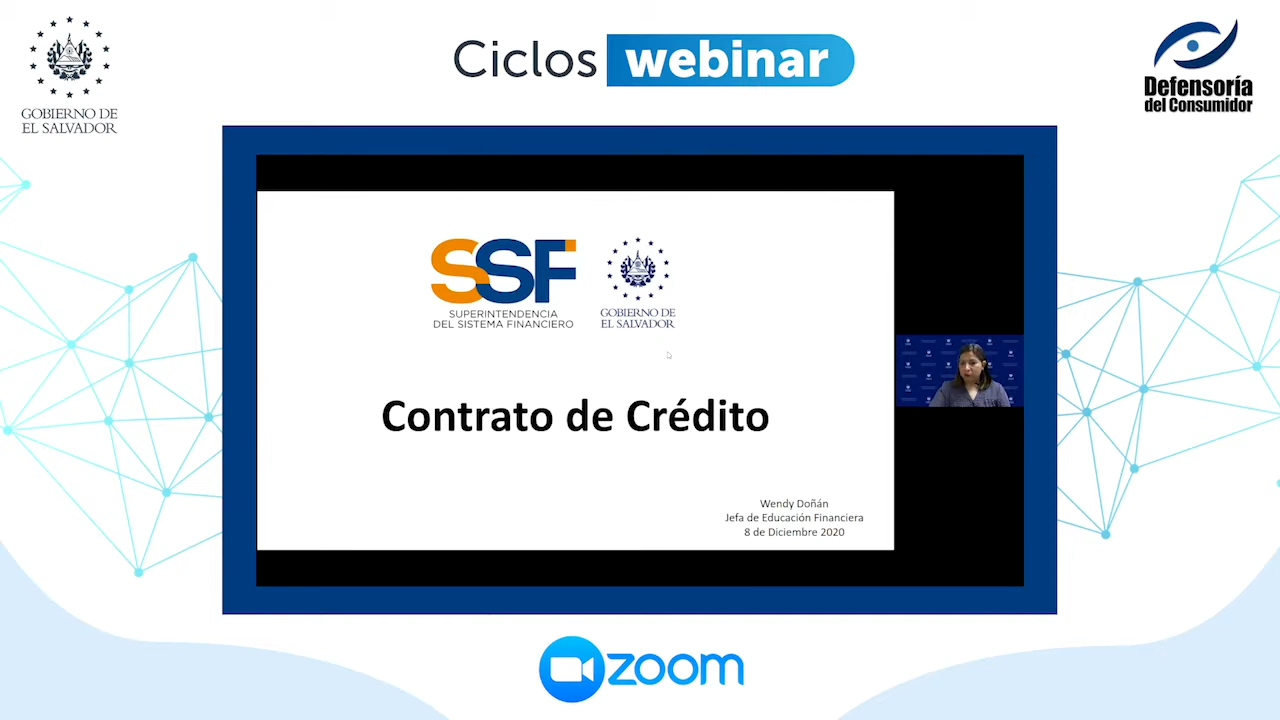 GOBIERNO DE
EL SALVADOR
Ciclos webinar
Defensoría
del Consumidor
SSF
SUPERINTENDENCIA
DEL SISTEMA FINANCIERO
GOBIERNO DE
EL SALVADOR
Contrato de Crédito
Wendy Doñán
Jefa de Educación Financiera
8 de Diciembre 2020
zoom